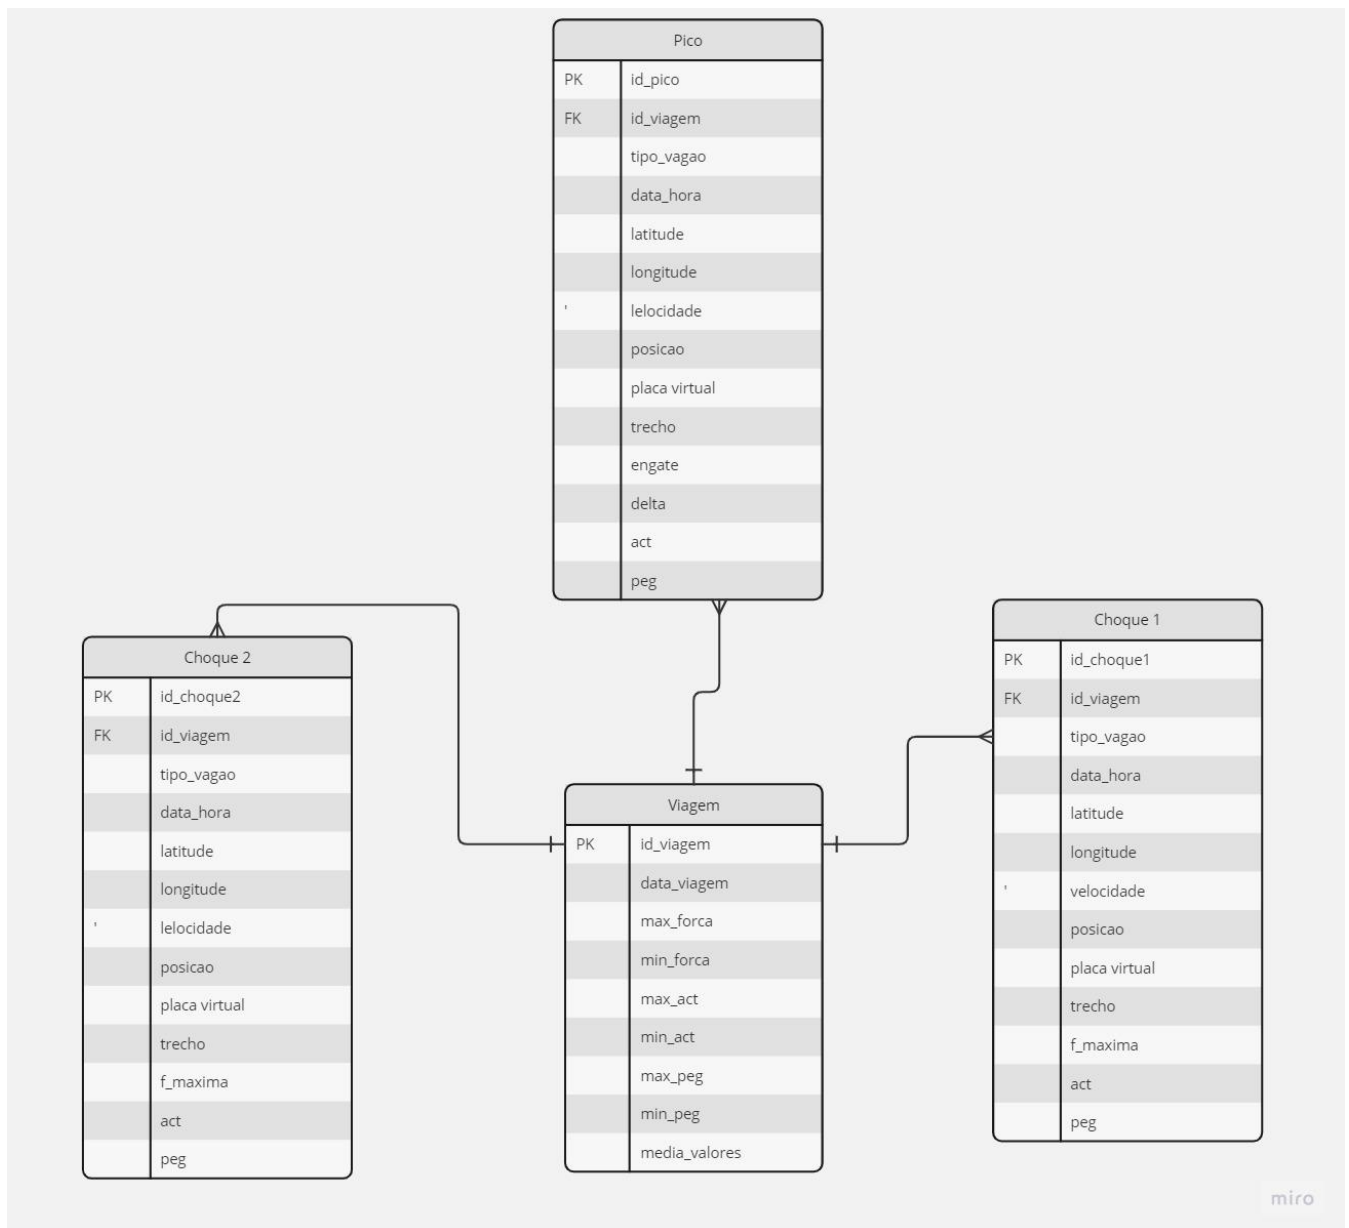 Pico
PK id_pico
FK id_viagem
tipo_vagao
data_hora
latitude
longitude
' lelocidade
posicao
placa virtual
trecho
engate
delta
act
peg
Choque 2
PK id_choque2
FK id_viagem
tipo_vagao
data_hora
latitude
longitude
' lelocidade
posicao
placa virtual
trecho
f_maxima
act
peg
Viagem
PK id_viagem
data_viagem
max_forca
min_forca
max_act
min_act
max_peg
min_peg
media_valores
Choque 1
PK id_choque1
FK id_viagem
tipo_vagao
data_hora
latitude
longitude
' velocidade
posicao
placa virtual
trecho
f_maxima
act
peg
miro